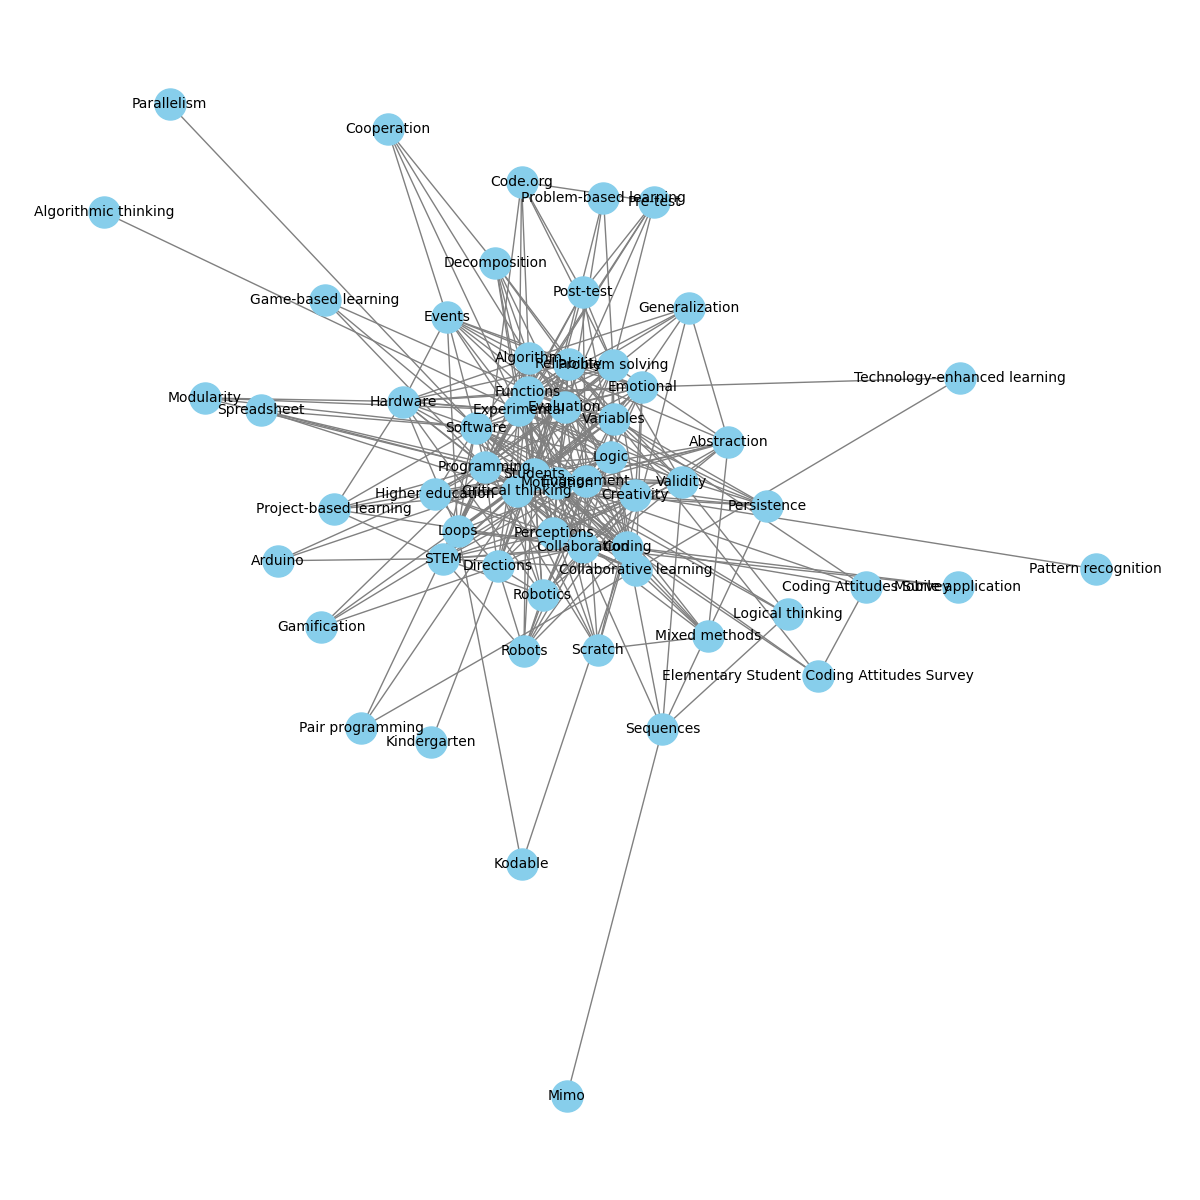 Parallelism
Cooperation
Code.org
Problem-based learning
Pre-test
Algorithmic thinking
Decomposition
Post-test
Game-based learning
Generalization
Events
Algorithm
Reliability
Problem solving
Technology-enhanced learning
Emotional
Functions
Modularity
Hardware
Spreadsheet
Experimental
Evaluation
Variables
Software
Abstraction
Logic
Programming
Students
Motivation
Engagement
Validity
Higher education
Critical thinking
Creativity
Project-based learning
Persistence
Loops
Perceptions
Collaboration
Coding
STEM
Arduino
Directions
Collaborative learning
Pattern recognition
Coding Attitudes Survey
Mobile application
Robotics
Logical thinking
Gamification
Mixed methods
Robots
Scratch
Elementary Student Coding Attitudes Survey
Pair programming
Sequences
Kindergarten
Kodable
Mimo